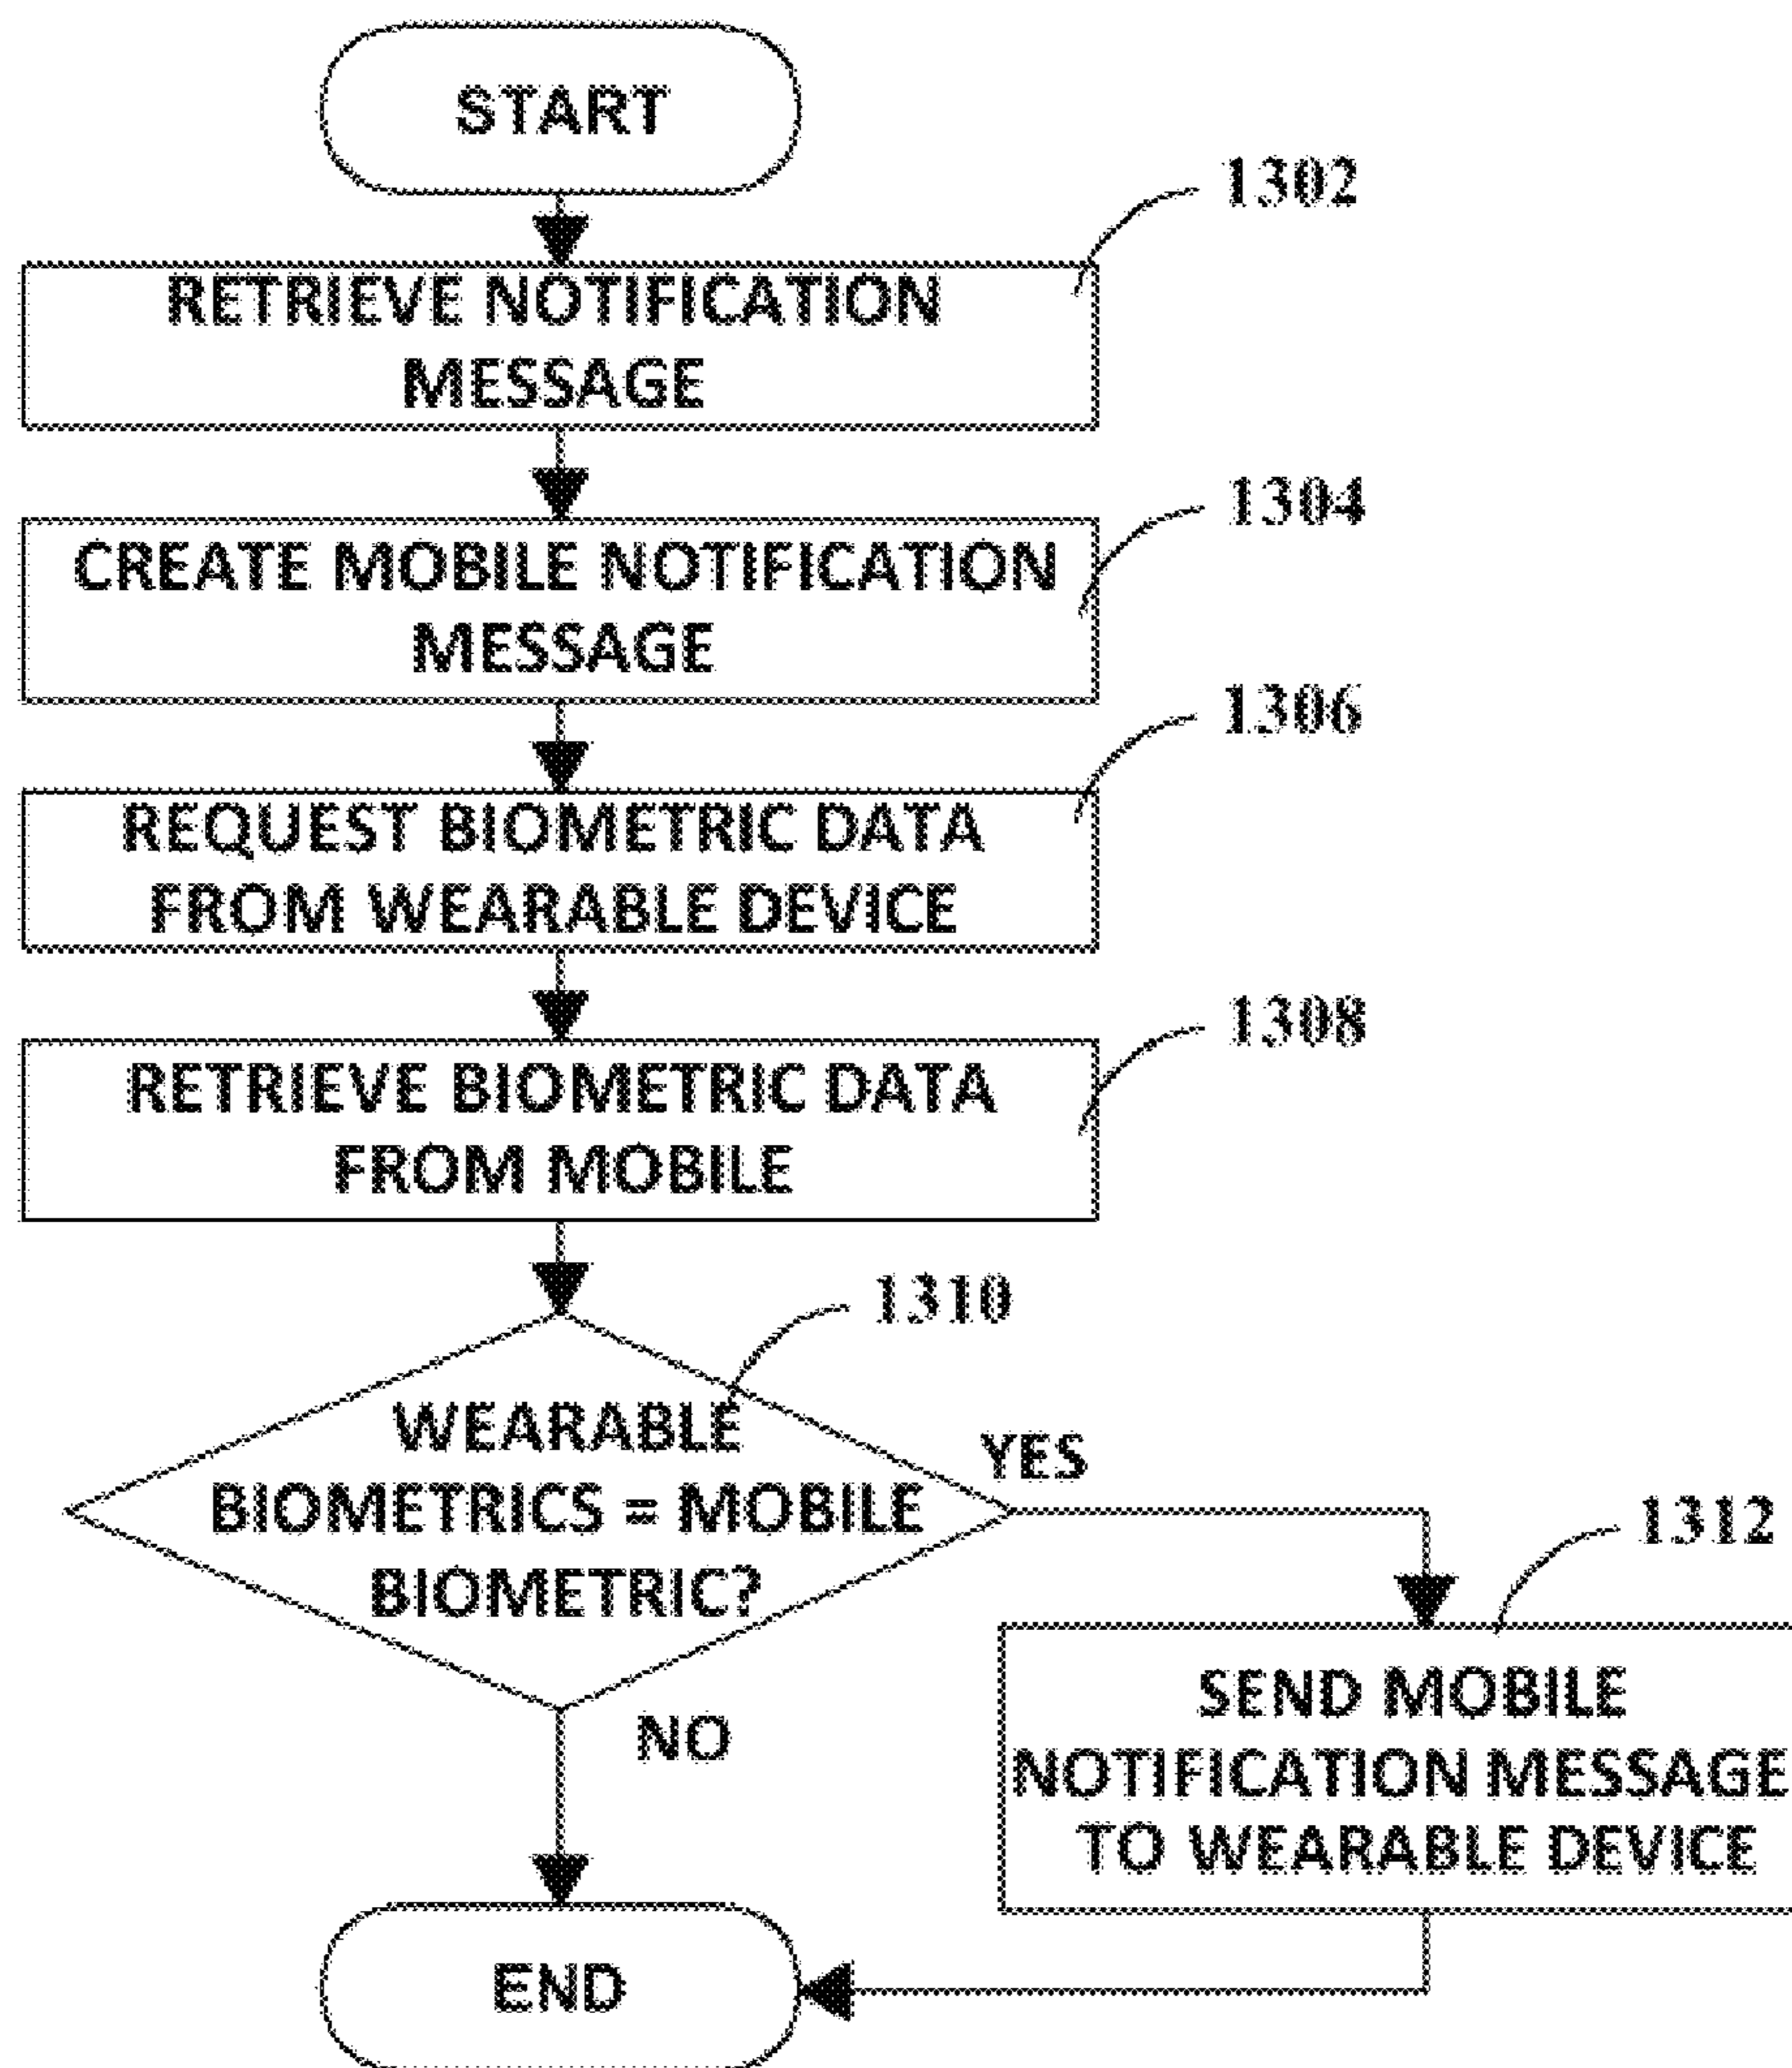 START
1302
RETRIEVE NOTIFICATION
MESSAGE
1304
CREATE MOBILE NOTIFICATION
MESSAGE
1306
REQUEST BIOMETRIC DATA
FROM WEARABLE DEVICE
1308
RETRIEVE BIOMETRIC DATA
FROM MOBILE
1310
WEARABLE
BIOMETRICS = MOBILE
BIOMETRIC?
YES
NO
1312
SEND MOBILE
NOTIFICATION MESSAGE
TO WEARABLE DEVICE
END